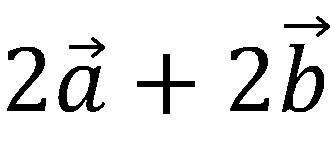 2a⃗ + 2b⃗